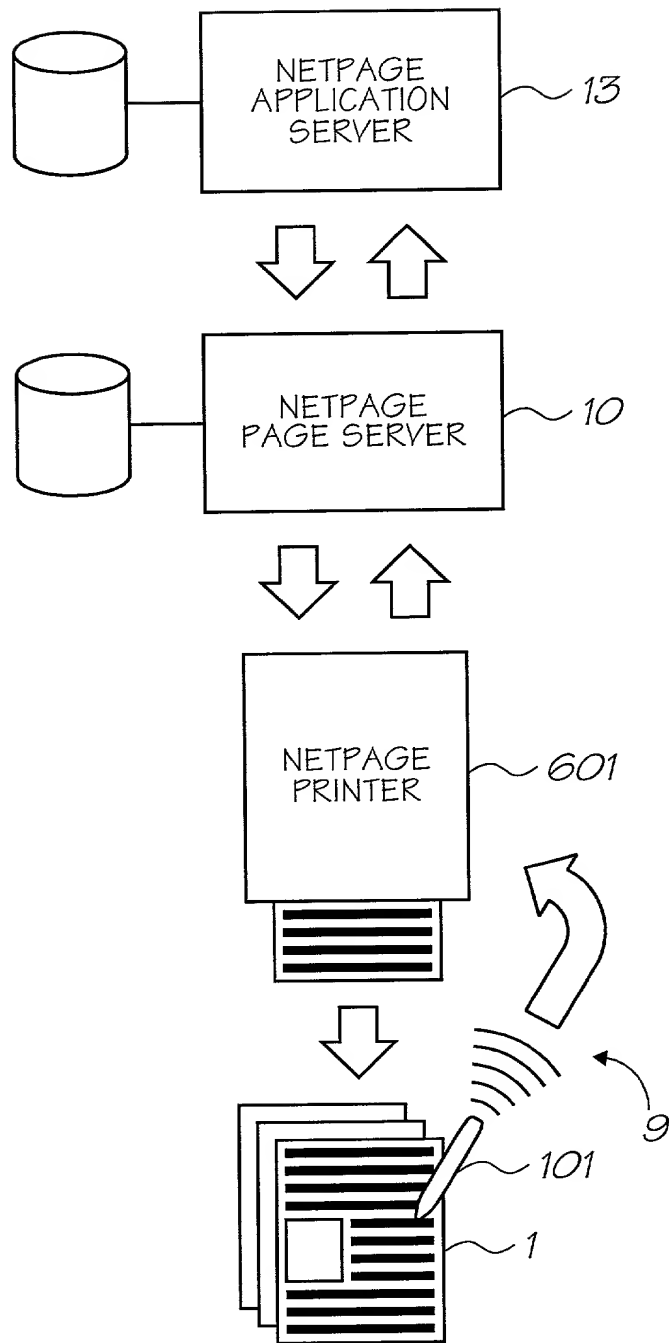 NETPAGE
APPLICATION
SERVER
13
NETPAGE
PAGE SERVER
10
NETPAGE
PRINTER
601
9
101
1